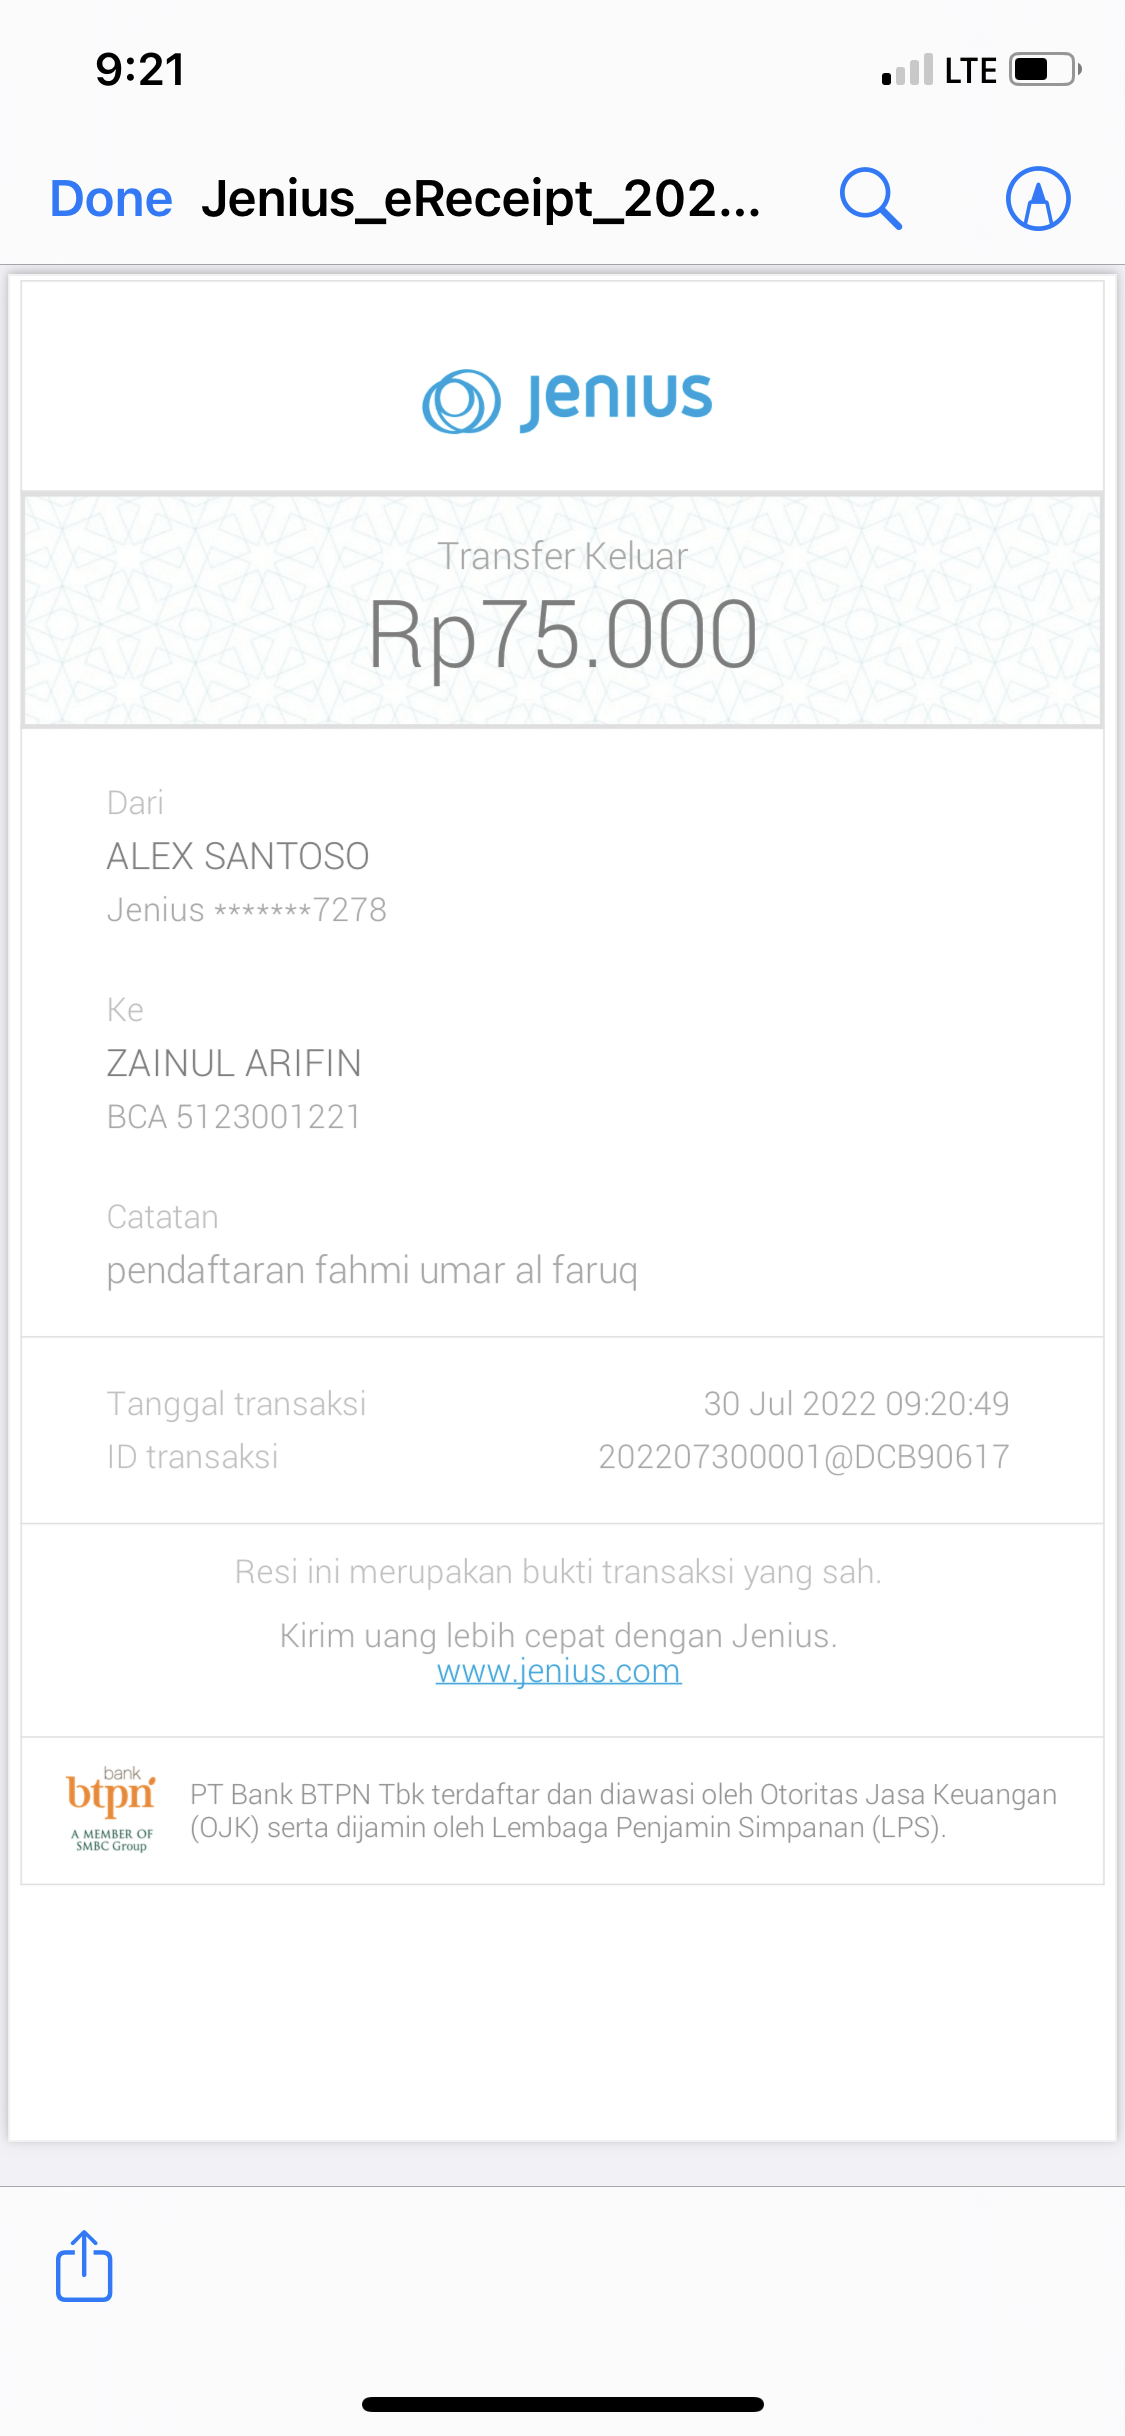 9:21
LTE
Done Jenius_eReceipt_202...
jenius
Transfer Keluar
Rp75.000
Dari
ALEX SANTOSO
Jenius *******7278
Ke
ZAINUL ARIFIN
BCA 5123001221
Catatan
pendaftaran fahmi umar al faruq
Tanggal transaksi 30 Jul 2022 09:20:49
ID transaksi 202207300001@DCB90617
Resi ini merupakan bukti transaksi yang sah.
Kirim uang lebih cepat dengan Jenius.
www.jenius.com
bank
btpn
A MEMBER OF
SMBC Group
PT Bank BTPN Tbk terdaftar dan diawasi oleh Otoritas Jasa Keuangan
(OJK) serta dijamin oleh Lembaga Penjamin Simpanan (LPS).